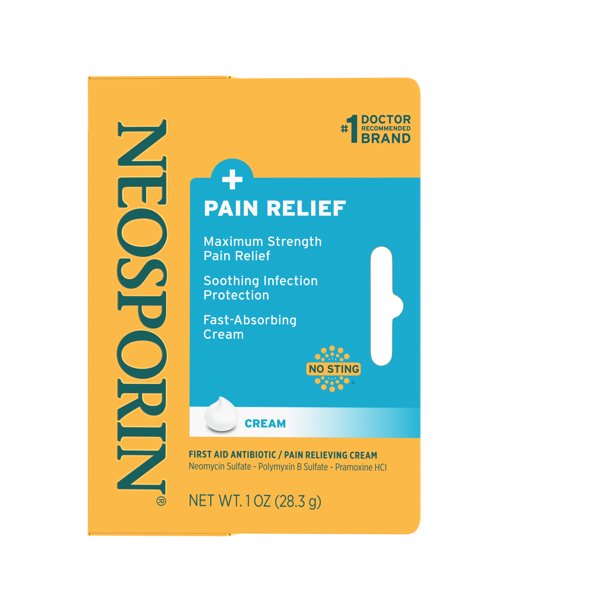 NEOSPORIN®
#1 DOCTOR
RECOMMENDED
BRAND
PAIN RELIEF
Maximum Strength
Pain Relief
Soothing Infection
Protection
Fast-Absorbing
Cream
NO STING
CREAM
FIRST AID ANTIBIOTIC / PAIN RELIEVING CREAM
Neomycin Sulfate - Polymyxin B Sulfate - Pramoxine HCl
NET WT. 1 OZ (28.3 g)